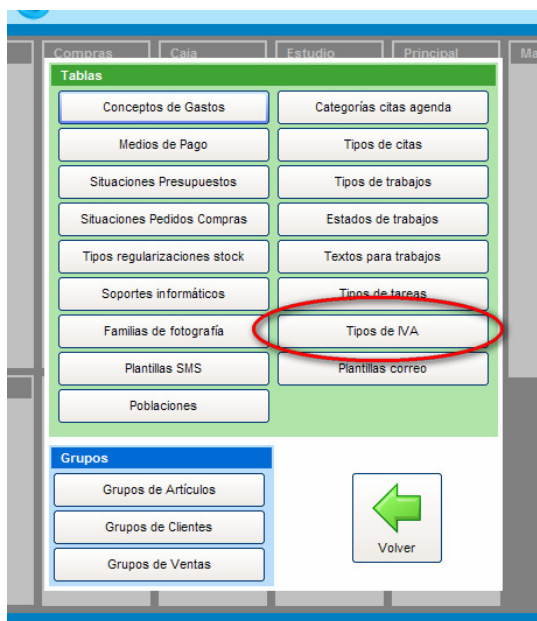 Compras Caja Estudio Principal Ma
Tablas
Conceptos de Gastos Categorías citas agenda
Medios de Pago Tipos de citas
Situaciones Presupuestos Tipos de trabajos
Situaciones Pedidos Compras Estados de trabajos
Tipos regularizaciones stock Textos para trabajos
Soportes informáticos Tipos de tareas
Familias de fotografía Tipos de IVA
Plantillas SMS Plantillas correo
Poblaciones
Grupos
Grupos de Artículos
Grupos de Clientes
Grupos de Ventas
Volver